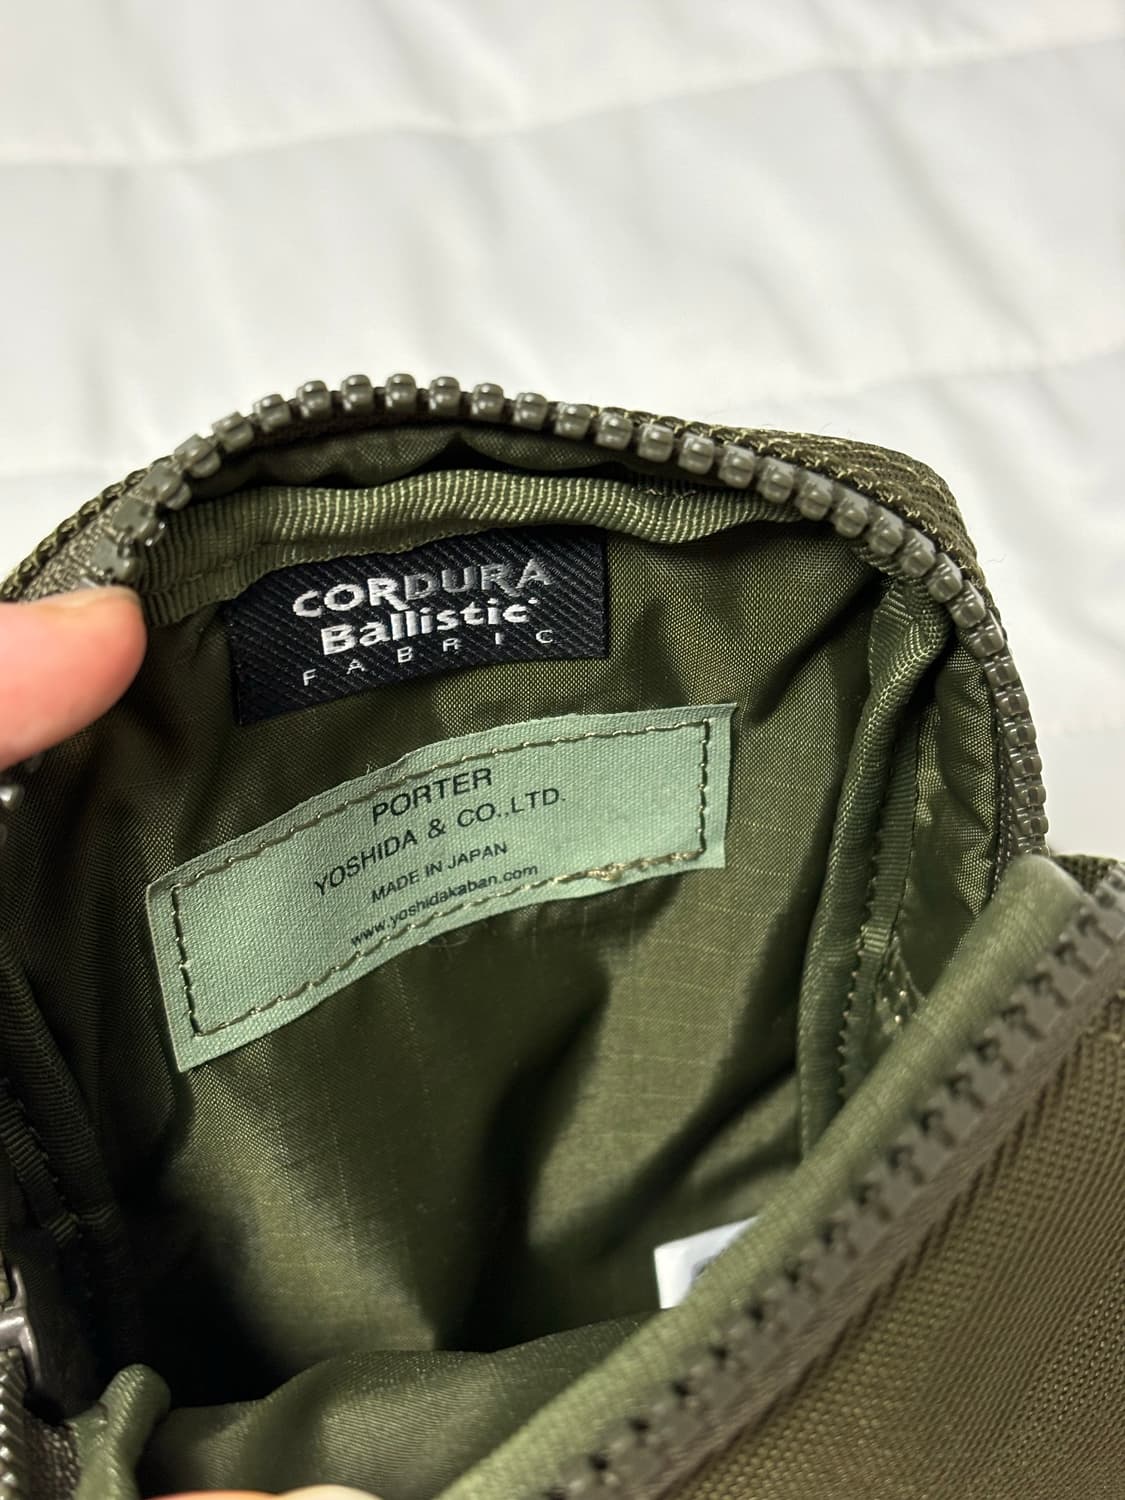 CORDURA
Ballistic®
FABRIC
PORTER
YOSHIDA & CO.,LTD.
MADE IN JAPAN
www.yoshidakaban.com